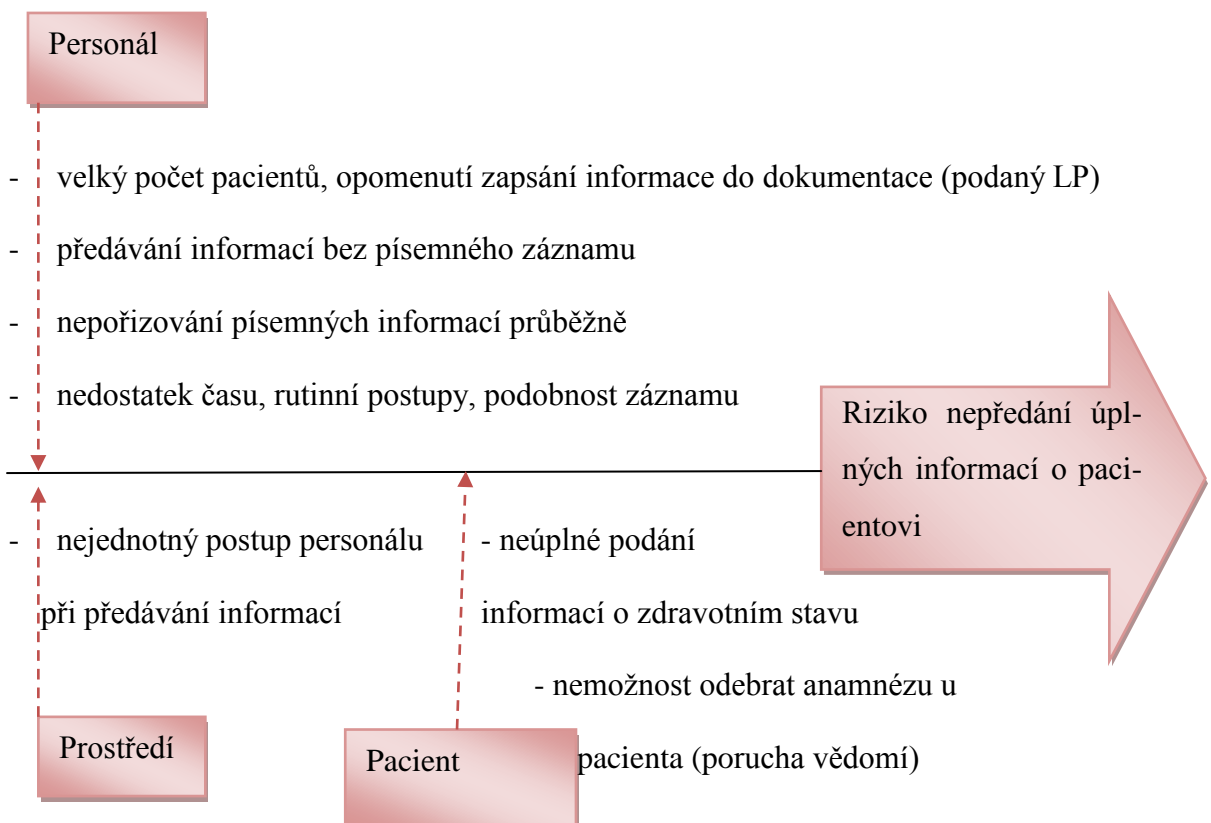 Personál
- velký počet pacientů, opomenutí zapsání informace do dokumentace (podaný LP)
- předávání informací bez písemného záznamu
- nepořizování písemných informací průběžně
- nedostatek času, rutinní postupy, podobnost záznamu
Riziko nepředání úpl-
ných informací o paci-
entovi
- nejednotný postup personálu
při předávání informací
- neúplné podání
informací o zdravotním stavu
- nemožnost odebrat anamnézu u
pacienta (porucha vědomí)
Prostředí
Pacient